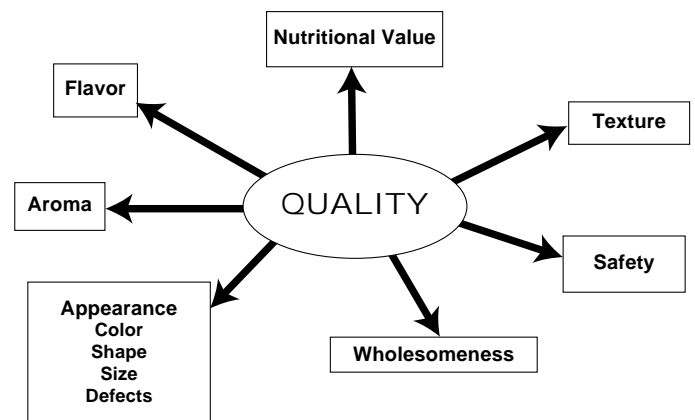 Nutritional Value
Flavor
Texture
QUALITY
Aroma
Safety
Appearance
Color
Shape
Size
Defects
Wholesomeness